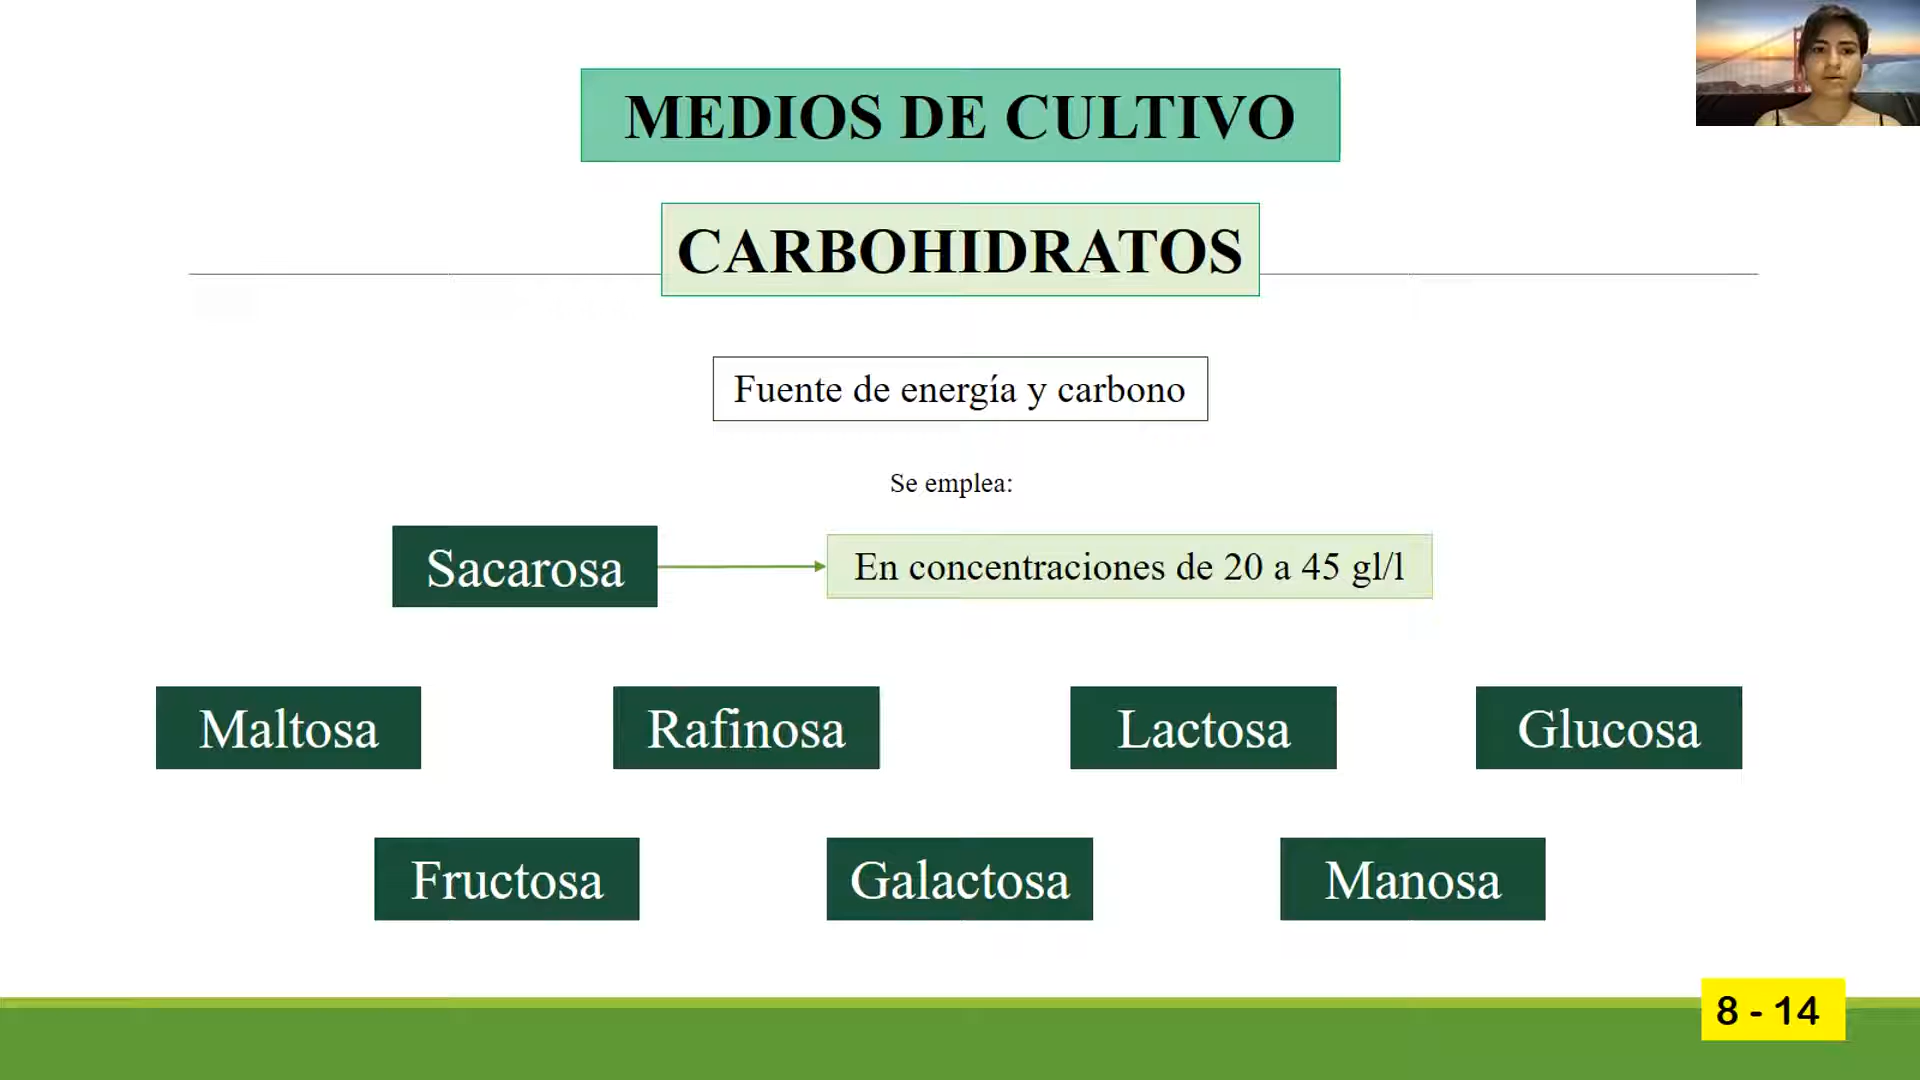 MEDIOS DE CULTIVO
CARBOHIDRATOS
Fuente de energía y carbono
Se emplea:
Sacarosa
En concentraciones de 20 a 45 gl/l
Maltosa
Rafinosa
Lactosa
Glucosa
Fructosa
Galactosa
Manosa
8 - 14